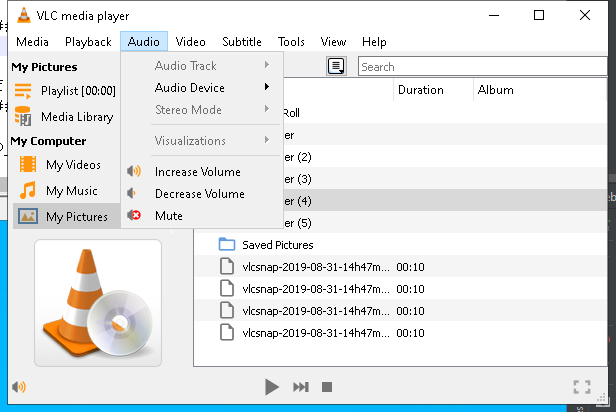 VLC media player
Media Playback Audio Video Subtitle Tools View Help
My Pictures
Playlist [00:00]
Media Library
My Computer
My Videos
My Music
My Pictures
Audio Track
Audio Device
Stereo Mode
Visualizations
Increase Volume
Decrease Volume
Mute
Search
Duration Album
Roll
er
er (2)
er (3)
er (4)
er (5)
Saved Pictures
vlcsnap-2019-08-31-14h47m... 00:10
vlcsnap-2019-08-31-14h47m... 00:10
vlcsnap-2019-08-31-14h47m... 00:10
vlcsnap-2019-08-31-14h47m... 00:10